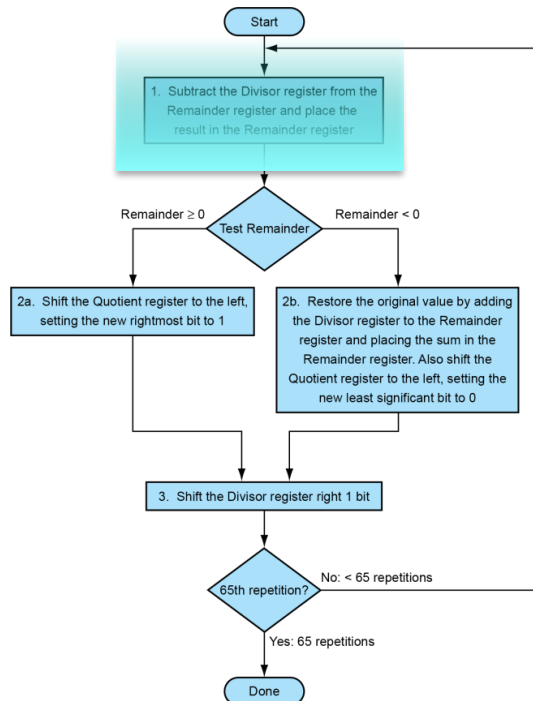 Start
1. Subtract the Divisor register from the
Remainder register and place the
result in the Remainder register
Test Remainder
Remainder ≥ 0
Remainder < 0
2a. Shift the Quotient register to the left,
setting the new rightmost bit to 1
2b. Restore the original value by adding
the Divisor register to the Remainder
register and placing the sum in the
Remainder register. Also shift the
Quotient register to the left, setting the
new least significant bit to 0
3. Shift the Divisor register right 1 bit
65th repetition?
No: < 65 repetitions
Yes: 65 repetitions
Done